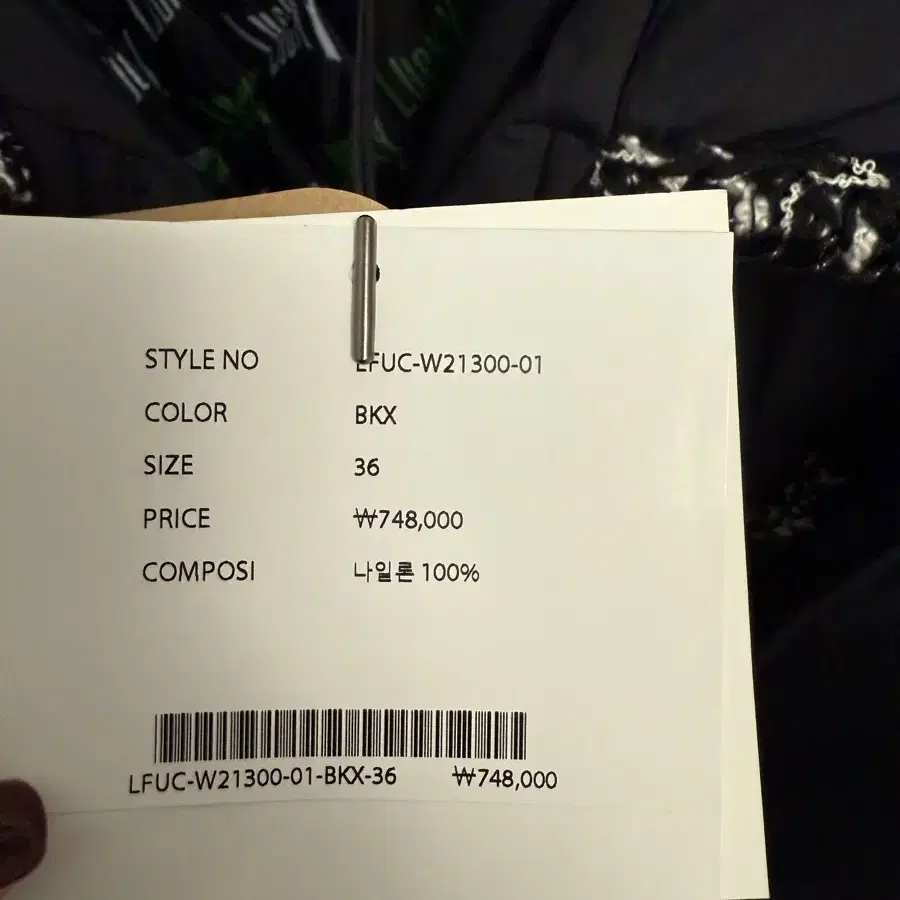 STYLE NO LFUC-W21300-01
COLOR BKX
SIZE 36
PRICE ₩748,000
COMPOSI 나일론 100%
LFUC-W21300-01-BKX-36 ₩748,000